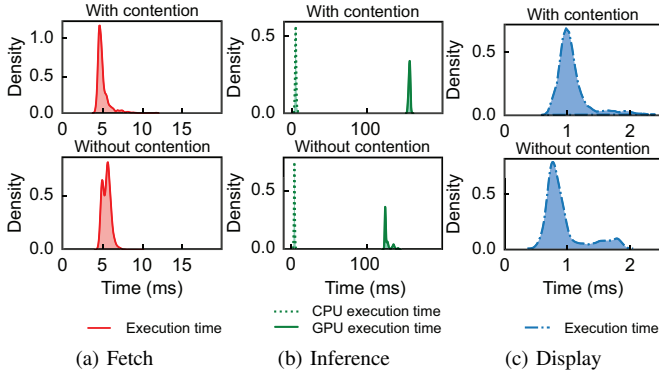 With contention
With contention
With contention
Density
1.0
0.5
0.0
0 5 10 15
Density
0.5
0.0
0 100
Density
0.5
0.0
0 1 2
Without contention
Without contention
Without contention
Density
0.5
0.0
0 5 10 15
Time (ms)
Density
0.5
0.0
0 100
Time (ms)
Density
0.5
0.0
0 1 2
Time (ms)
Execution time
CPU execution time
GPU execution time
Execution time
(a) Fetch
(b) Inference
(c) Display